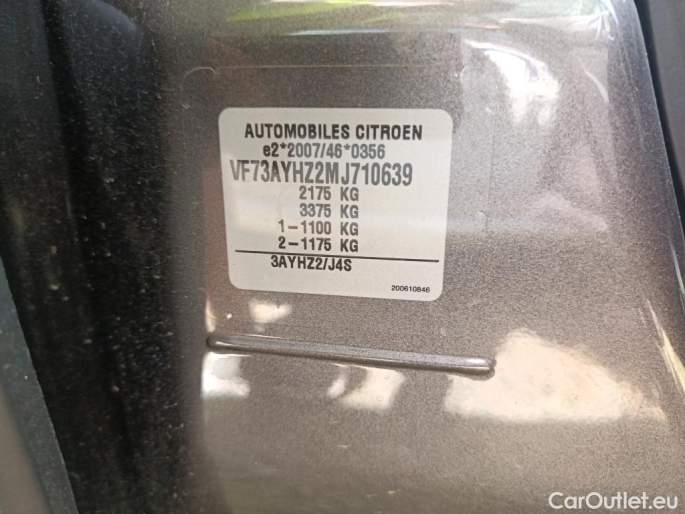 AUTOMOBILES CITROEN
e2*2007/46*0356
VF73AYHZ2MJ710639
2175 KG
3375 KG
1-1100 KG
2-1175 KG
3AYHZ2/J4S
200610846
CarOutlet.eu